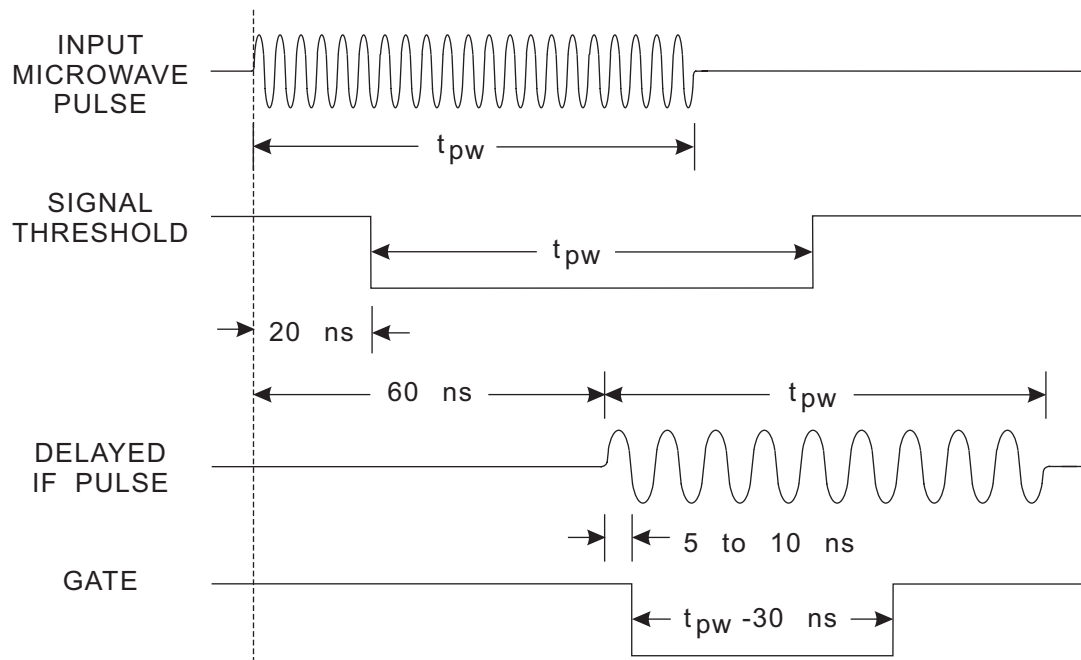 INPUT
MICROWAVE
PULSE
tpw
SIGNAL
THRESHOLD
tpw
20 ns
60 ns
tpw
DELAYED
IF PULSE
5 to 10 ns
GATE
tpw -30 ns